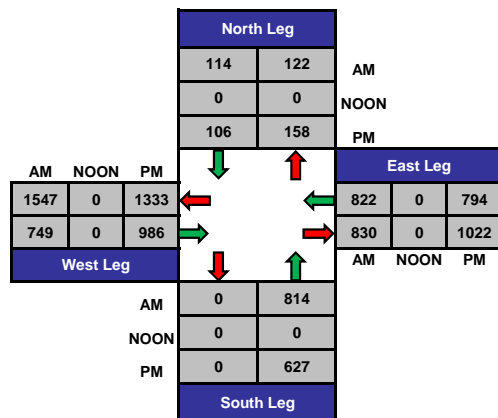 North Leg
114 122 AM
0 0 NOON
106 158 PM
AM NOON PM
East Leg
1547 0 1333
822 0 794
749 0 986
830 0 1022
West Leg
AM NOON PM
AM 0 814
NOON 0 0
PM 0 627
South Leg